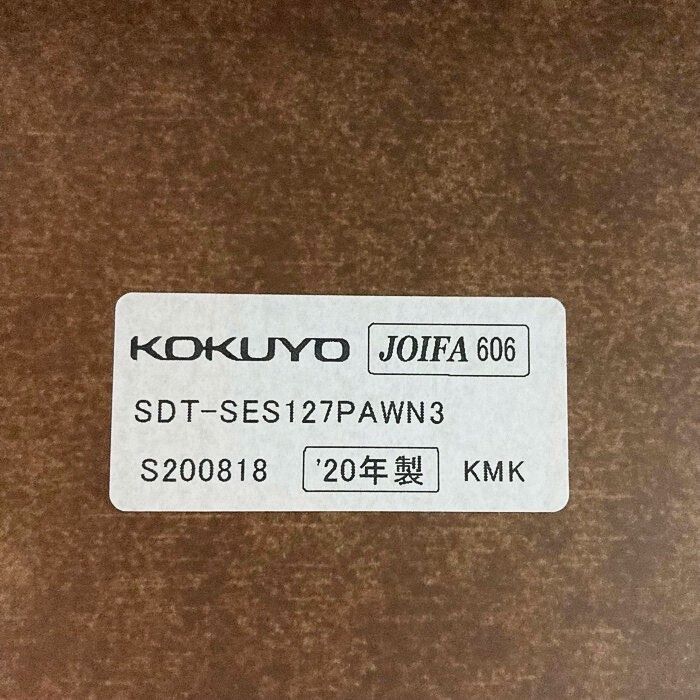 KOKUYO JOIFA 606
SDT-SES127PAWN3
S200818 '20年製 KMK